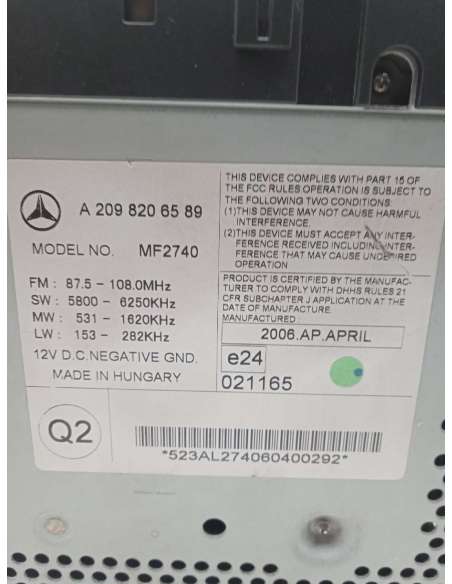 A 209 820 65 89
MODEL NO. MF2740
FM : 87.5 - 108.0MHz
SW : 5800 - 6250KHz
MW : 531 - 1620KHz
LW : 153 - 282KHz
12V D.C.NEGATIVE GND.
MADE IN HUNGARY
THIS DEVICE COMPLIES WITH PART 15 OF
THE FCC RULES OPERATION IS SUBJECT TO
THE FOLLOWING TWO CONDITIONS
(1)THIS DEVICE MAY NOT CAUSE HARMFUL
INTERFERENCE.
(2)THIS DEVICE MUST ACCEPT ANY INTER-
FERENCE RECEIVED INCLUDING INTER-
FERENCE THAT MAY CAUSE UNDESIRED
OPERATION
PRODUCT IS CERTIFIED BY THE MANUFAC-
TURER TO COMPLY WITH DHHS RULES 21
CFR SUBCHAPTER J APPLICATION AT THE
DATE OF MANUFACTURE.
MANUFACTURED :
2006.AP.APRIL
e24
021165
Q2
*523AL274060400292*